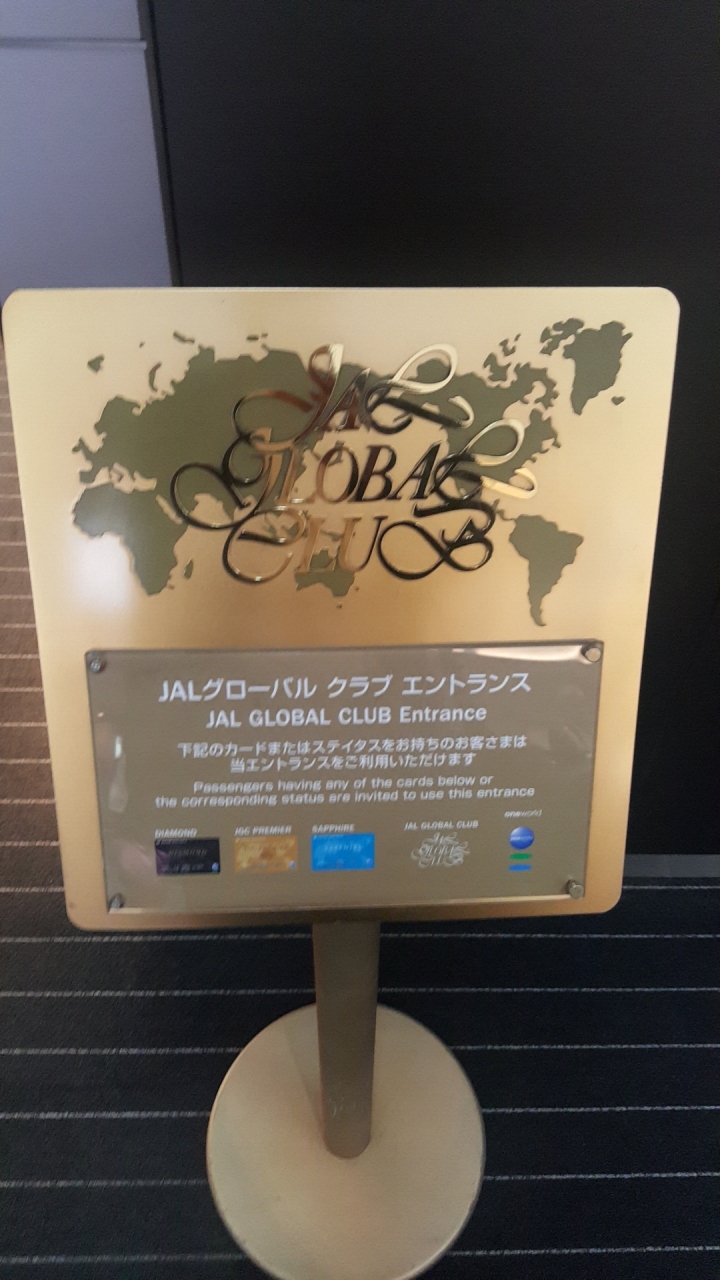 JAL
GLOBAL
CLUB
JALグローバル クラブ エントランス
JAL GLOBAL CLUB Entrance
下記のカードまたはステイタスをお持ちのお客さまは
当エントランスをご利用いただけます
Passengers having any of the cards below or
the corresponding status are invited to use this entrance
DIAMOND JGC PREMIER SAPPHIRE JAL GLOBAL CLUB oneworld
JAL
GLOBAL
CLUB